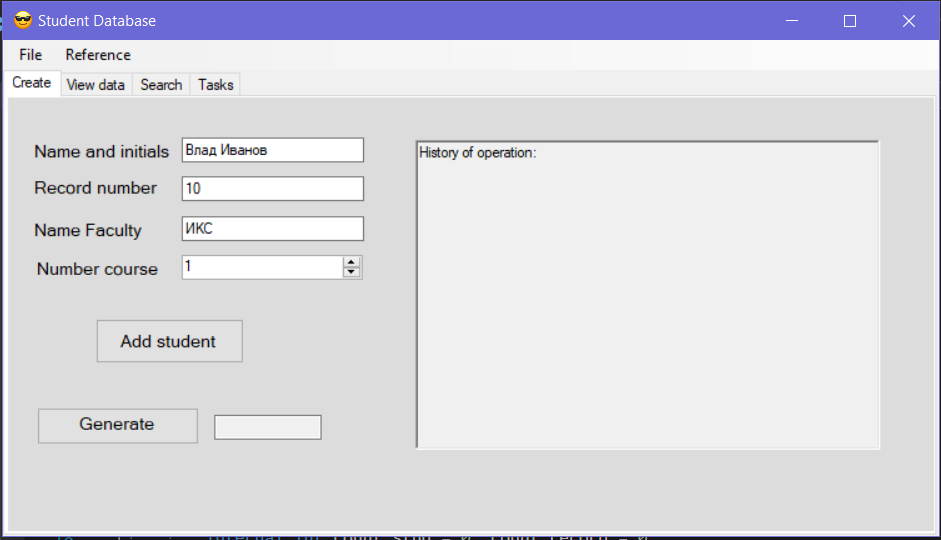 Student Database
File Reference
Create View data Search Tasks
Name and initials Влад Иванов
Record number 10
Name Faculty ИКС
Number course 1
Add student
Generate
History of operation: